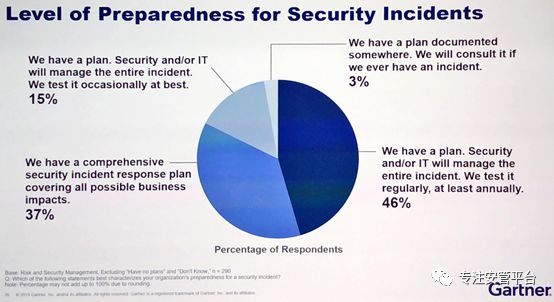 Level of Preparedness for Security Incidents
We have a plan. Security and/or IT
will manage the entire incident.
We test it occasionally at best.
15%
We have a plan documented
somewhere. We will consult it if
we ever have an incident.
3%
We have a comprehensive
security incident response plan
covering all possible business
impacts.
37%
We have a plan. Security
and/or IT will manage the
entire incident. We test it
regularly, at least annually.
46%
Percentage of Respondents
Base: Risk and Security Management, Excluding "Have no plans" and "Don't Know," n = 296
Q: Which of the following statements best characterizes your organization's preparedness for a security incident?
Note: Percentage may not add up to 100% due to rounding.
© 2019 Gartner, Inc. and/or its affiliates. All rights reserved. Gartner is a registered trademark of Gartner, Inc. and its affiliates.
专注安管平台
Gartner